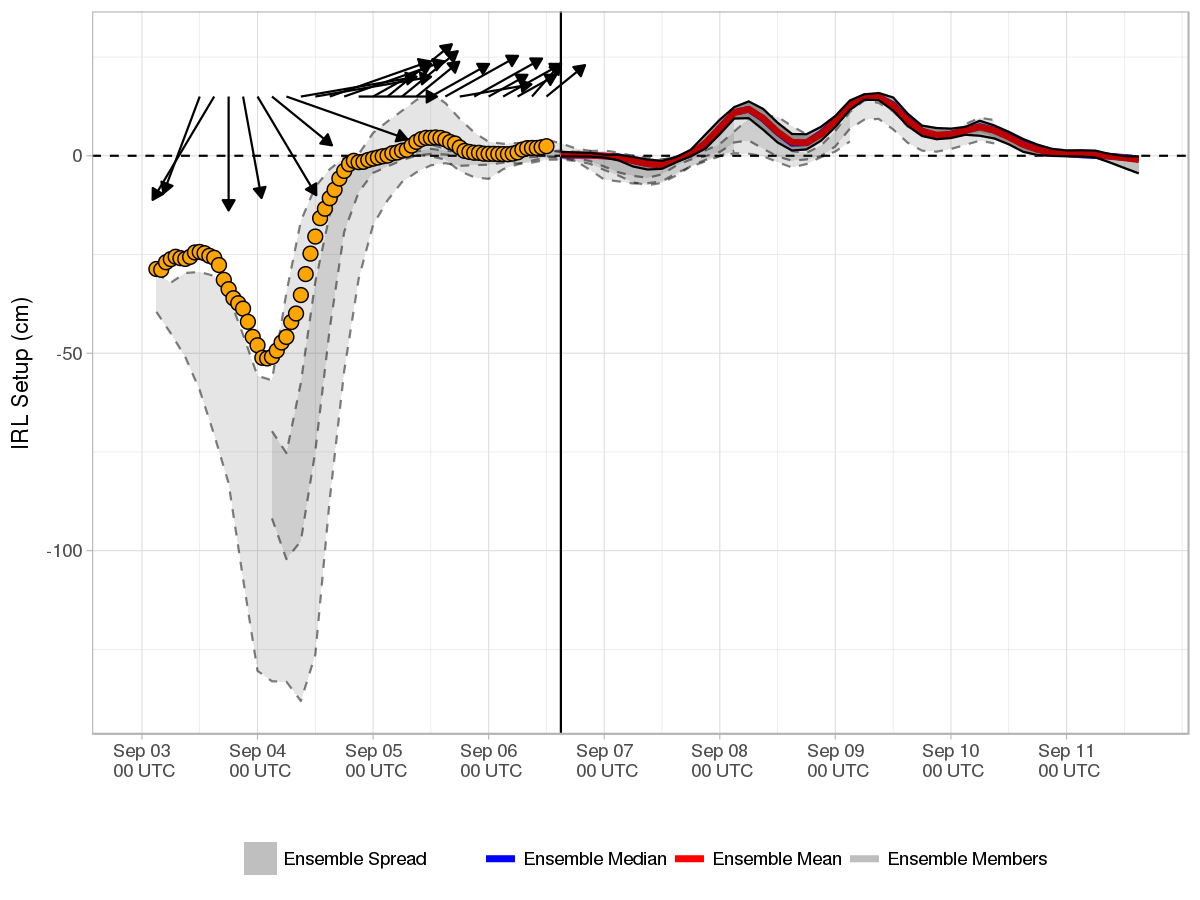 IRL Setup (cm)
0
-50
-100
Sep 03 Sep 04 Sep 05 Sep 06 Sep 07 Sep 08 Sep 09 Sep 10 Sep 11
00 UTC 00 UTC 00 UTC 00 UTC 00 UTC 00 UTC 00 UTC 00 UTC 00 UTC
Ensemble Spread Ensemble Median Ensemble Mean Ensemble Members